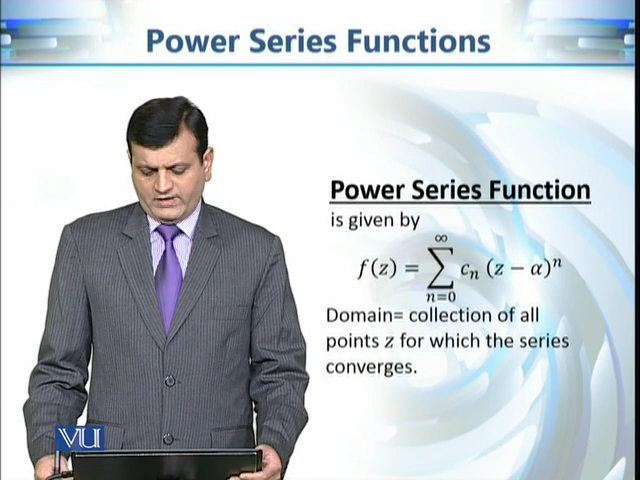 Power Series Functions
Power Series Function
is given by
f(z) = ∑_{n=0}^{∞} c_n (z − α)^n
Domain= collection of all
points z for which the series
converges.
VU